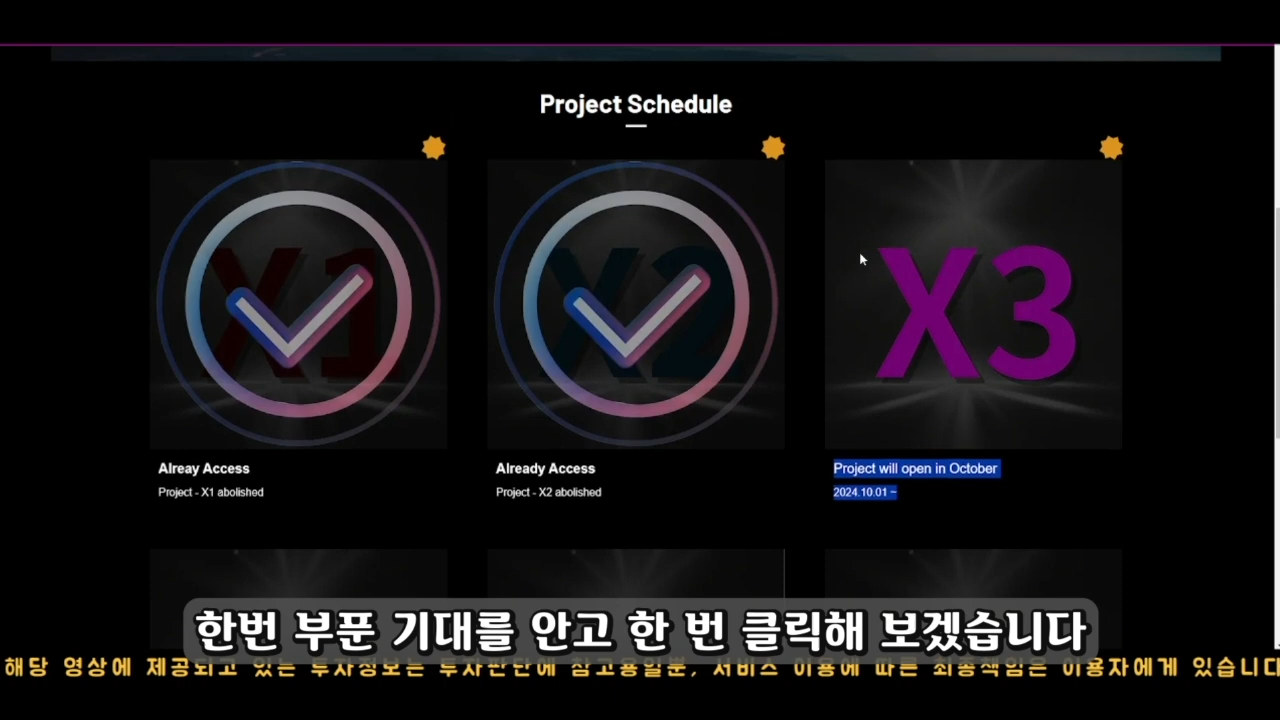 Project Schedule
X1
X2
X3
Alreay Access
Already Access
Project will open in October
Project - X1 abolished
Project - X2 abolished
2024.10.01 ~
한번 부푼 기대를 안고 한 번 클릭해 보겠습니다
해당 영상에 제공되고 있는 투자정보는 투자판단에 참고용일뿐, 서비스 이용에 따른 최종책임은 이용자에게 있습니다